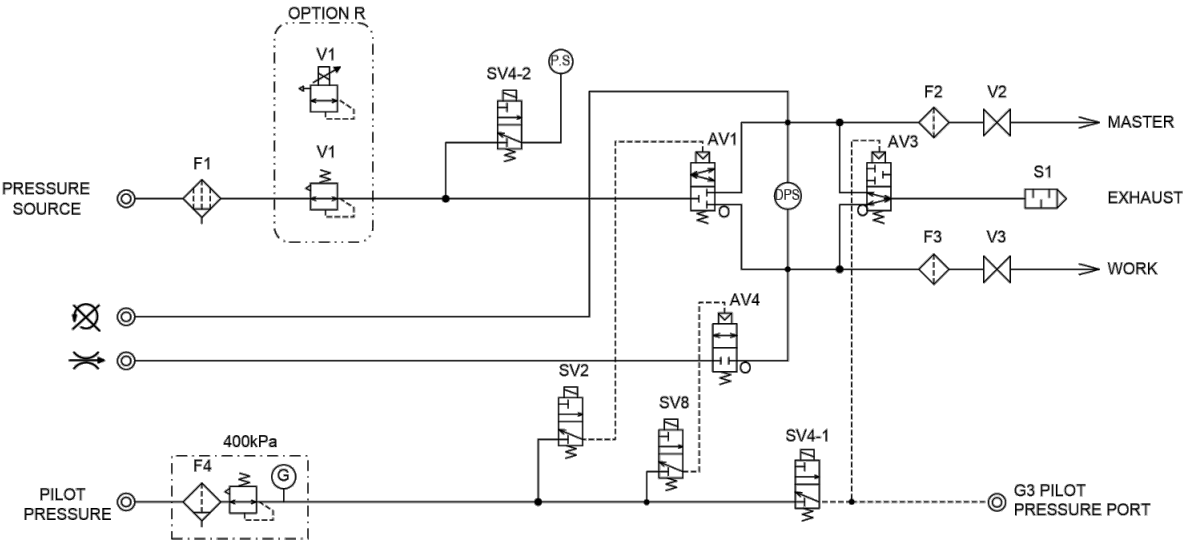 OPTION R
V1
SV4-2
P.S
F2
V2
MASTER
AV1
AV3
F1
V1
PRESSURE
SOURCE
DPS
S1
EXHAUST
F3
V3
WORK
AV4
SV2
SV8
400kPa
SV4-1
F4
G
PILOT
PRESSURE
G3 PILOT
PRESSURE PORT